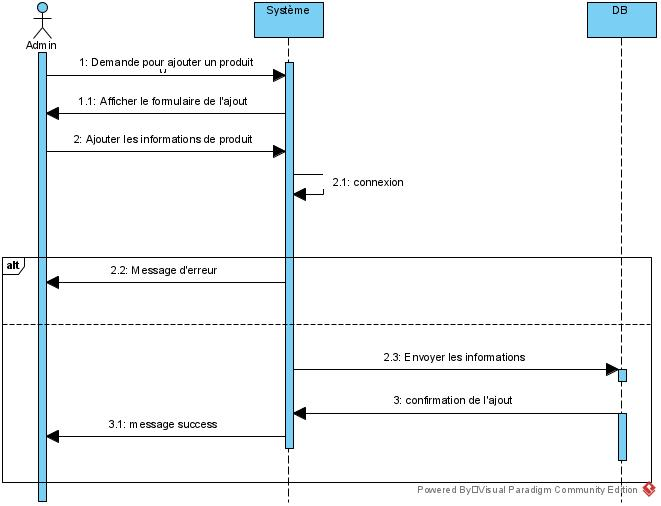 Système
DB
Admin
1: Demande pour ajouter un produit
()
1.1: Afficher le formulaire de l'ajout
2: Ajouter les informations de produit
2.1: connexion
alt
2.2: Message d'erreur
2.3: Envoyer les informations
3: confirmation de l'ajout
3.1: message success
Powered By Visual Paradigm Community Edition